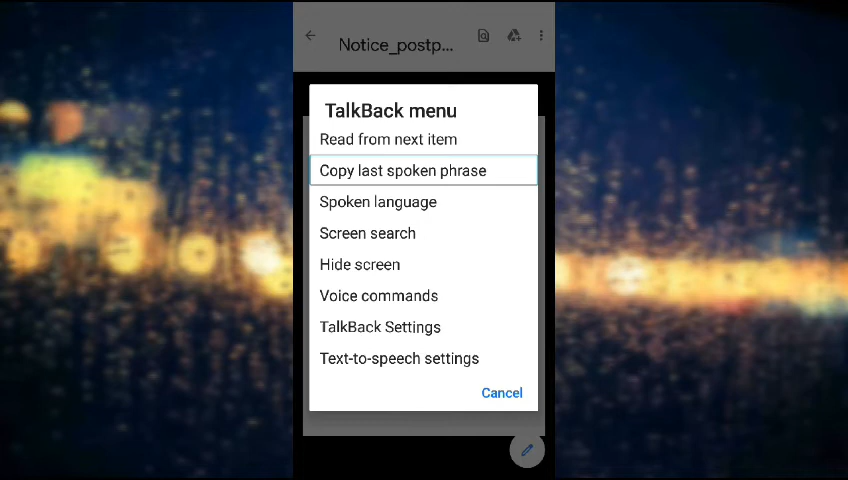 Notice_postp...
TalkBack menu
Read from next item
Copy last spoken phrase
Spoken language
Screen search
Hide screen
Voice commands
TalkBack Settings
Text-to-speech settings
Cancel